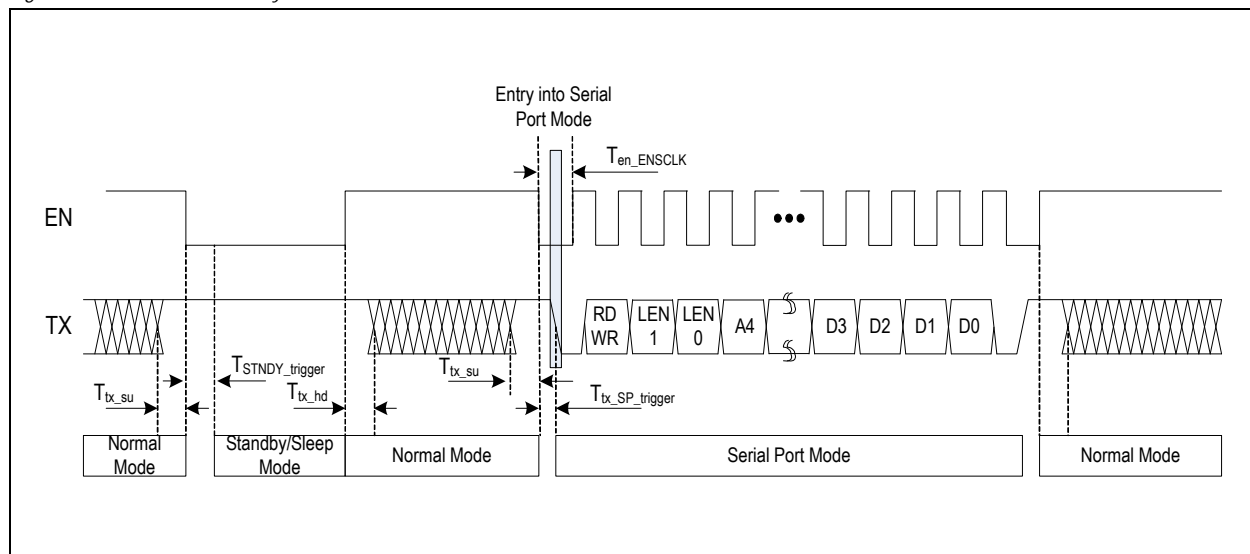 Entry into Serial
Port Mode
Ten_ENSCLK
EN
•••
TX
RD
WR
LEN
1
LEN
0
A4
D3
D2
D1
D0
TSTNDY_trigger
Ttx_su
Ttx_su
Ttx_hd
Ttx_SP_trigger
Normal
Mode
Standby/Sleep
Mode
Normal Mode
Serial Port Mode
Normal Mode